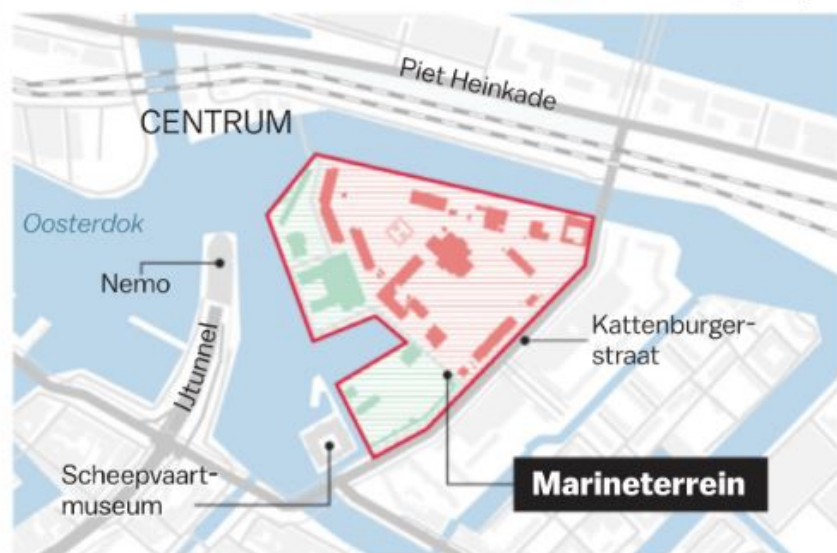 Piet Heinkade
CENTRUM
Oosterdok
Nemo
IJtunnel
Kattenburger-
straat
Scheepvaart-
museum
Marineterrein